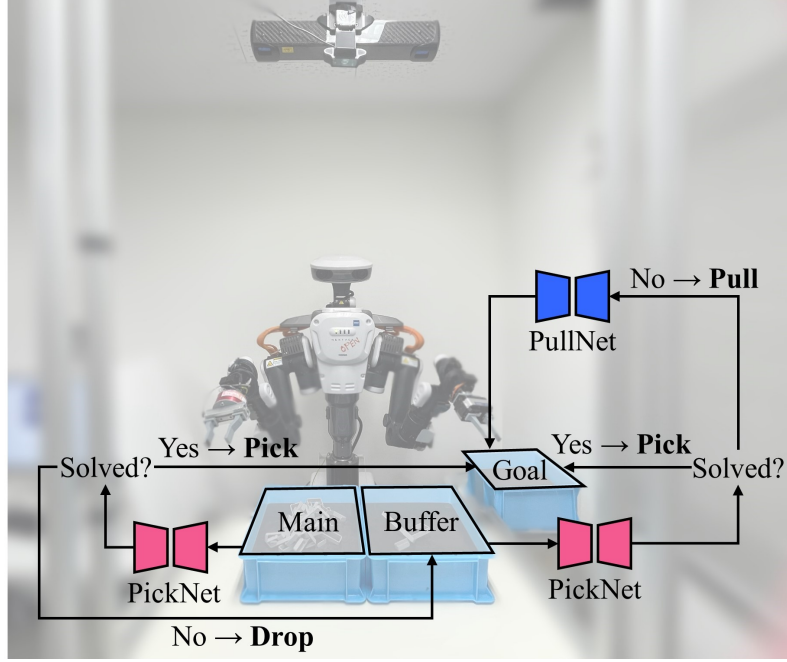 No → Pull
PullNet
Yes → Pick
Yes → Pick
Solved?
Goal
Solved?
Main
Buffer
PickNet
PickNet
No → Drop